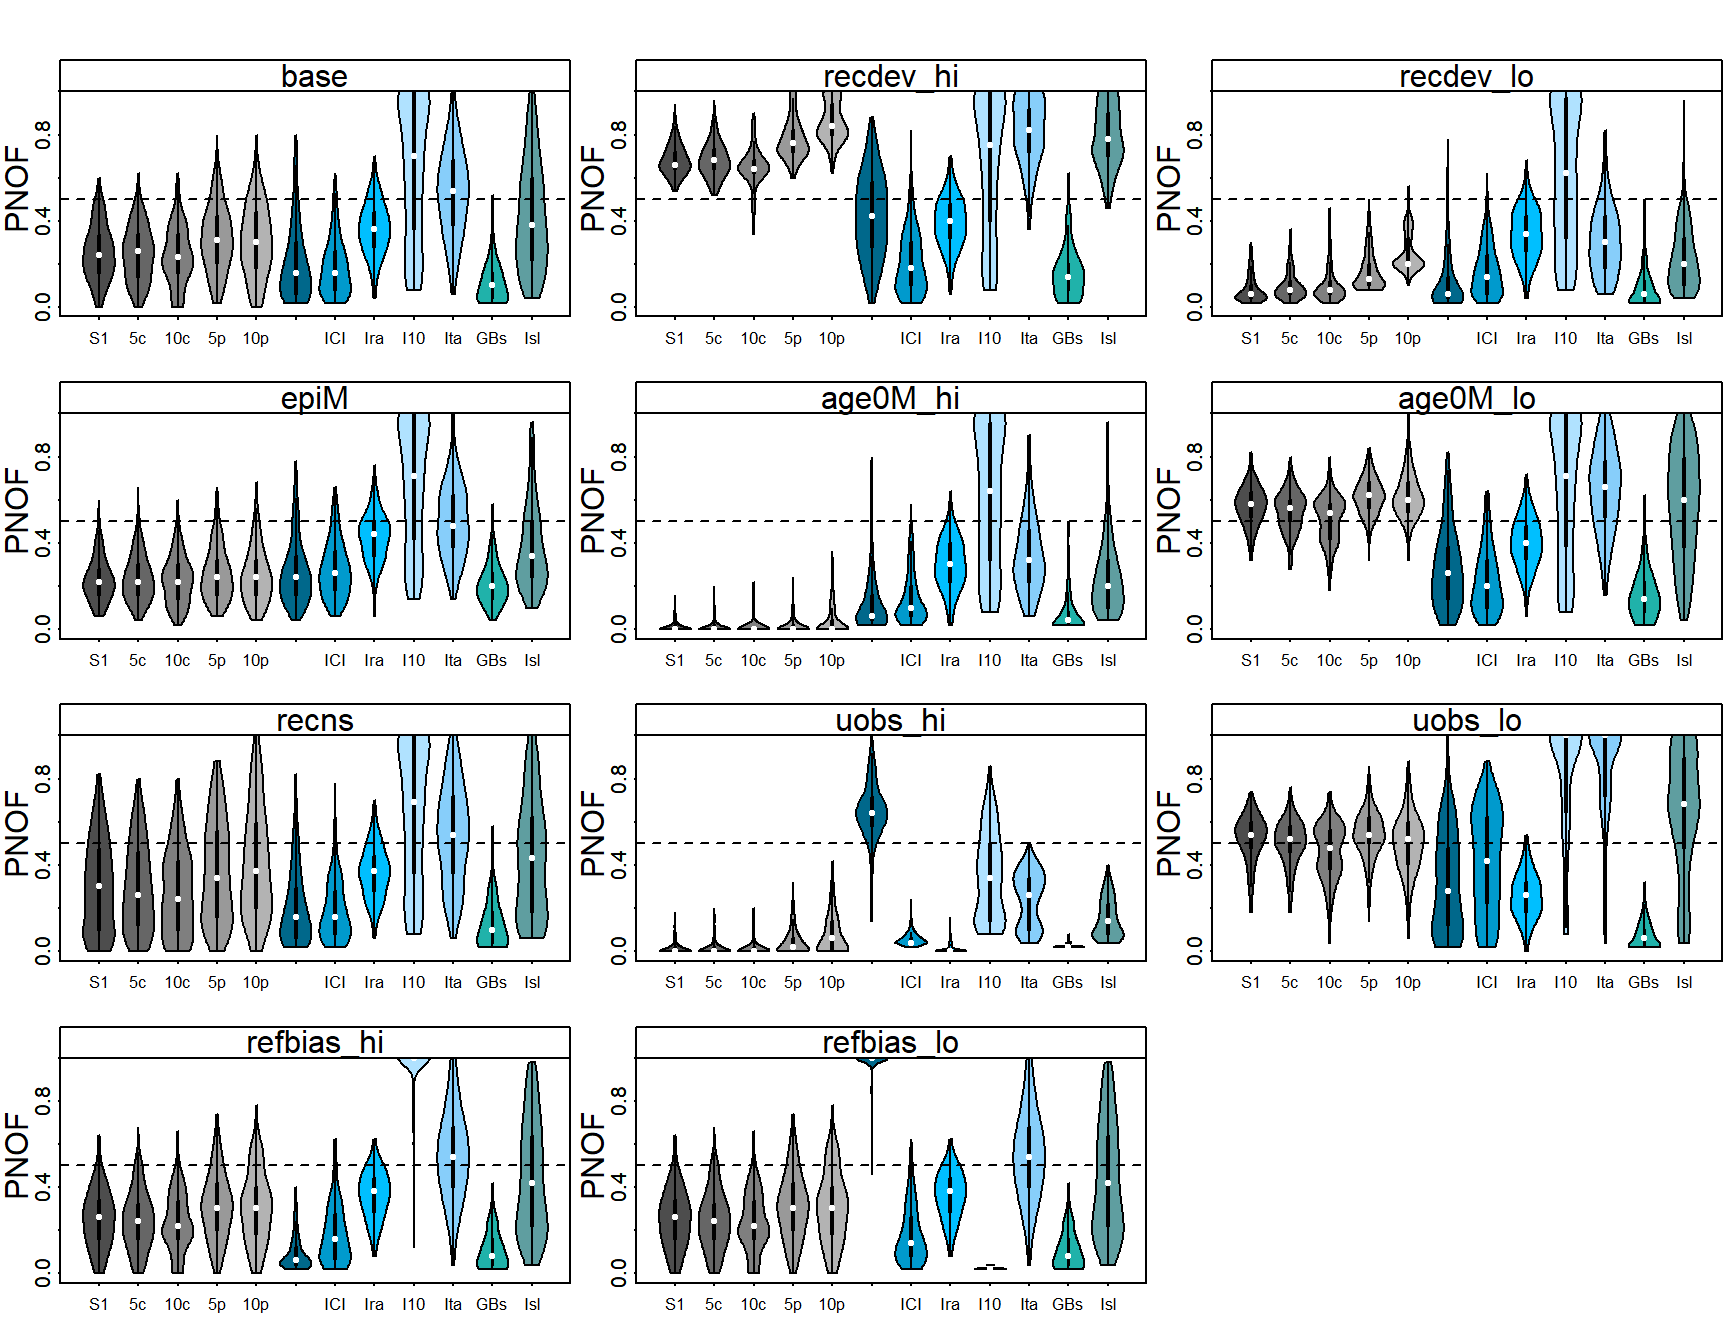 base
recdev_hi
recdev_lo
PNOF
0.0 0.4 0.8
S1 5c 10c 5p 10p ICI Ira I10 Ita GBs Isl
PNOF
0.0 0.4 0.8
S1 5c 10c 5p 10p ICI Ira I10 Ita GBs Isl
PNOF
0.0 0.4 0.8
S1 5c 10c 5p 10p ICI Ira I10 Ita GBs Isl
epiM
age0M_hi
age0M_lo
PNOF
0.0 0.4 0.8
S1 5c 10c 5p 10p ICI Ira I10 Ita GBs Isl
PNOF
0.0 0.4 0.8
S1 5c 10c 5p 10p ICI Ira I10 Ita GBs Isl
PNOF
0.0 0.4 0.8
S1 5c 10c 5p 10p ICI Ira I10 Ita GBs Isl
recns
uobs_hi
uobs_lo
PNOF
0.0 0.4 0.8
S1 5c 10c 5p 10p ICI Ira I10 Ita GBs Isl
PNOF
0.0 0.4 0.8
S1 5c 10c 5p 10p ICI Ira I10 Ita GBs Isl
PNOF
0.0 0.4 0.8
S1 5c 10c 5p 10p ICI Ira I10 Ita GBs Isl
refbias_hi
refbias_lo
PNOF
0.0 0.4 0.8
S1 5c 10c 5p 10p ICI Ira I10 Ita GBs Isl
PNOF
0.0 0.4 0.8
S1 5c 10c 5p 10p ICI Ira I10 Ita GBs Isl